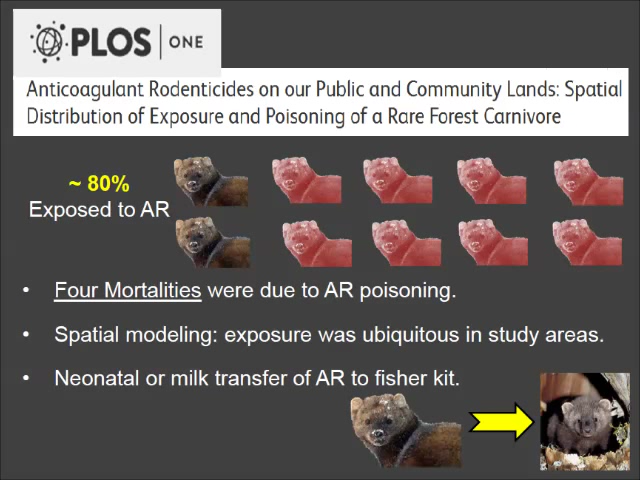 PLOS ONE
Anticoagulant Rodenticides on our Public and Community Lands: Spatial
Distribution of Exposure and Poisoning of a Rare Forest Carnivore
~ 80%
Exposed to AR
• Four Mortalities were due to AR poisoning.
• Spatial modeling: exposure was ubiquitous in study areas.
• Neonatal or milk transfer of AR to fisher kit.